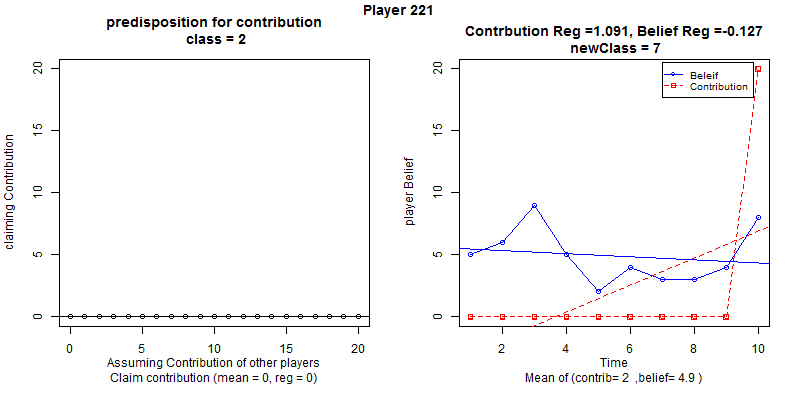 Player 221
predisposition for contribution
class = 2
claiming Contribution
20
15
10
5
0
0 5 10 15 20
Assuming Contribution of other players
Claim contribution (mean = 0, reg = 0)
Contrbution Reg =1.091, Belief Reg =-0.127
newClass = 7
player Belief
20
15
10
5
0
Beleif
Contribution
2 4 6 8 10
Time
Mean of (contrib= 2 ,belief= 4.9 )